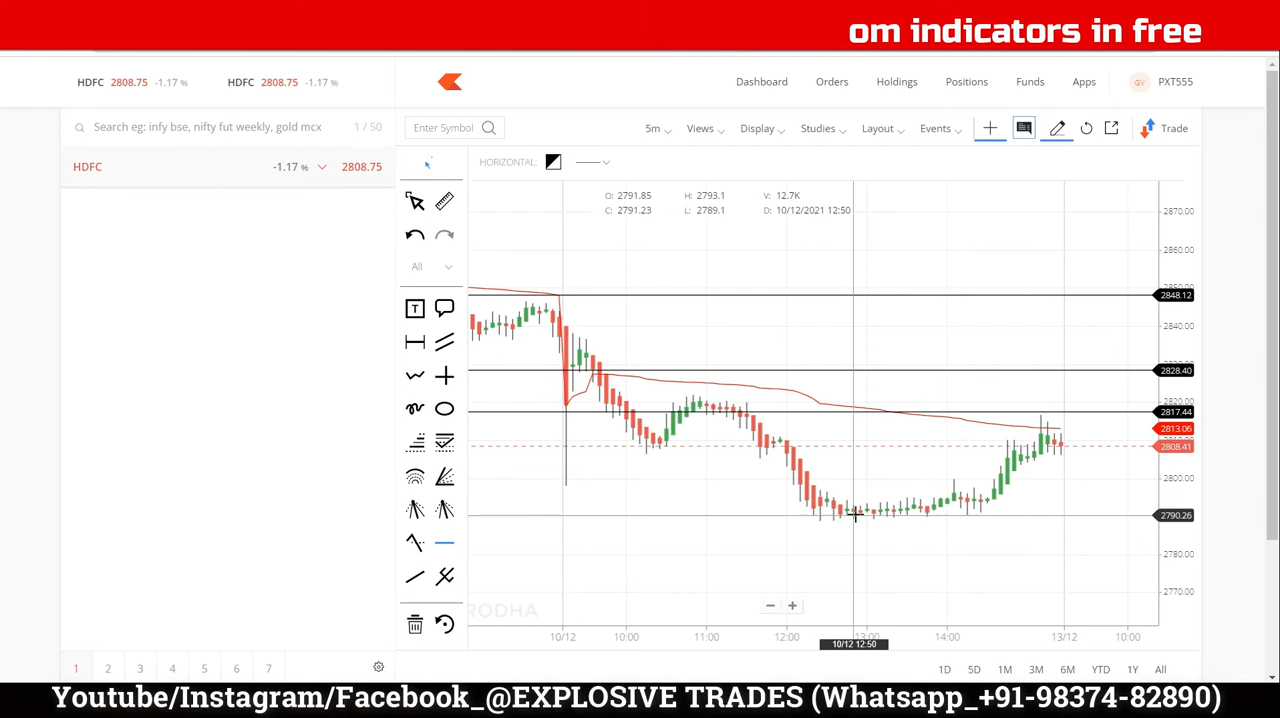 om indicators in free
HDFC 2808.75 -1.17 % HDFC 2808.75 -1.17 %
Dashboard Orders Holdings Positions Funds Apps GV PXT555
Search eg: infy bse, nifty fut weekly, gold mcx 1 / 50
Enter Symbol 5m Views Display Studies Layout Events Trade
HDFC -1.17 % 2808.75
HORIZONTAL:
O: 2791.85 H: 2793.1 V: 12.7K
C: 2791.23 L: 2789.1 D: 10/12/2021 12:50
All
T
2870.00
2860.00
2848.12
2840.00
2828.40
2820.00
2817.44
2813.06
2808.41
2800.00
2790.26
2780.00
2770.00
RODHA
10/12 10:00 11:00 12:00 13:00 14:00 13/12 10:00
10/12 12:50
1 2 3 4 5 6 7
1D 5D 1M 3M 6M YTD 1Y All
Youtube/Instagram/Facebook_@EXPLOSIVE TRADES (Whatsapp_+91-98374-82890)